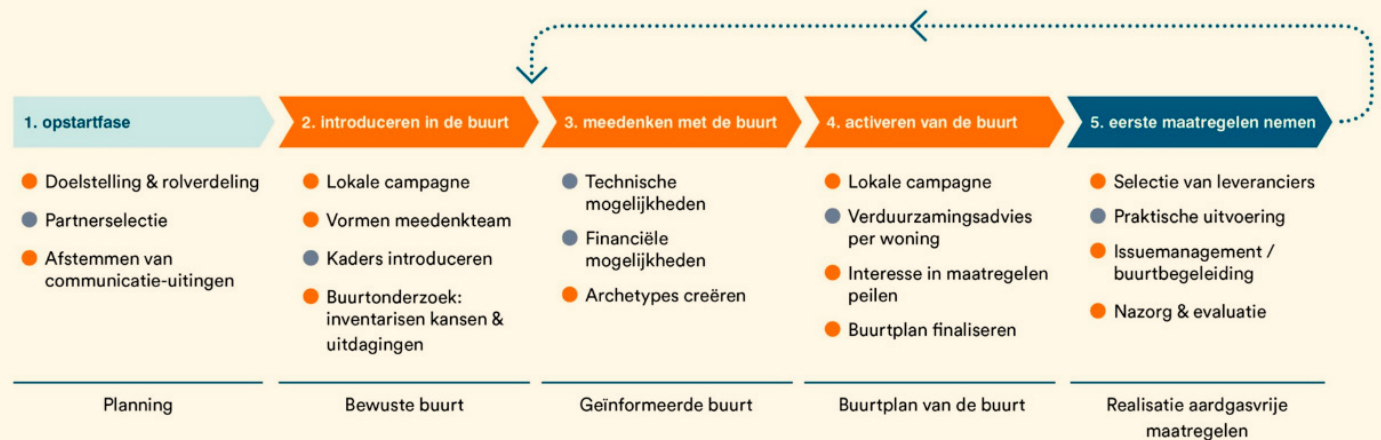 1. opstartfase
Doelstelling & rolverdeling
Partnerselectie
Afstemmen van
communicatie-uitingen
Planning
2. introduceren in de buurt
Lokale campagne
Vormen meedenkteam
Kaders introduceren
Buurtonderzoek:
inventarisen kansen &
uitdagingen
Bewuste buurt
3. meedenken met de buurt
Technische
mogelijkheden
Financiële
mogelijkheden
Archetypes creëren
Geïnformeerde buurt
4. activeren van de buurt
Lokale campagne
Verduurzamingsadvies
per woning
Interesse in maatregelen
peilen
Buurtplan finaliseren
Buurtplan van de buurt
5. eerste maatregelen nemen
Selectie van leveranciers
Praktische uitvoering
Issuemanagement /
buurtbegeleiding
Nazorg & evaluatie
Realisatie aardgasvrije
maatregelen